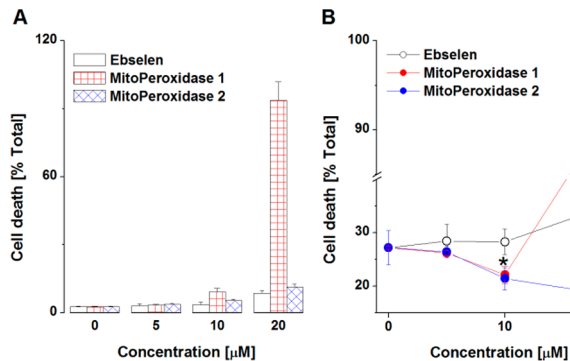 A
120
60
0
Cell death [% Total]
Ebselen
MitoPeroxidase 1
MitoPeroxidase 2
0 5 10 20
Concentration [µM]
B
100
90
30
20
Cell death [% Total]
Ebselen
MitoPeroxidase 1
MitoPeroxidase 2
*
0 10
Concentration [µM]